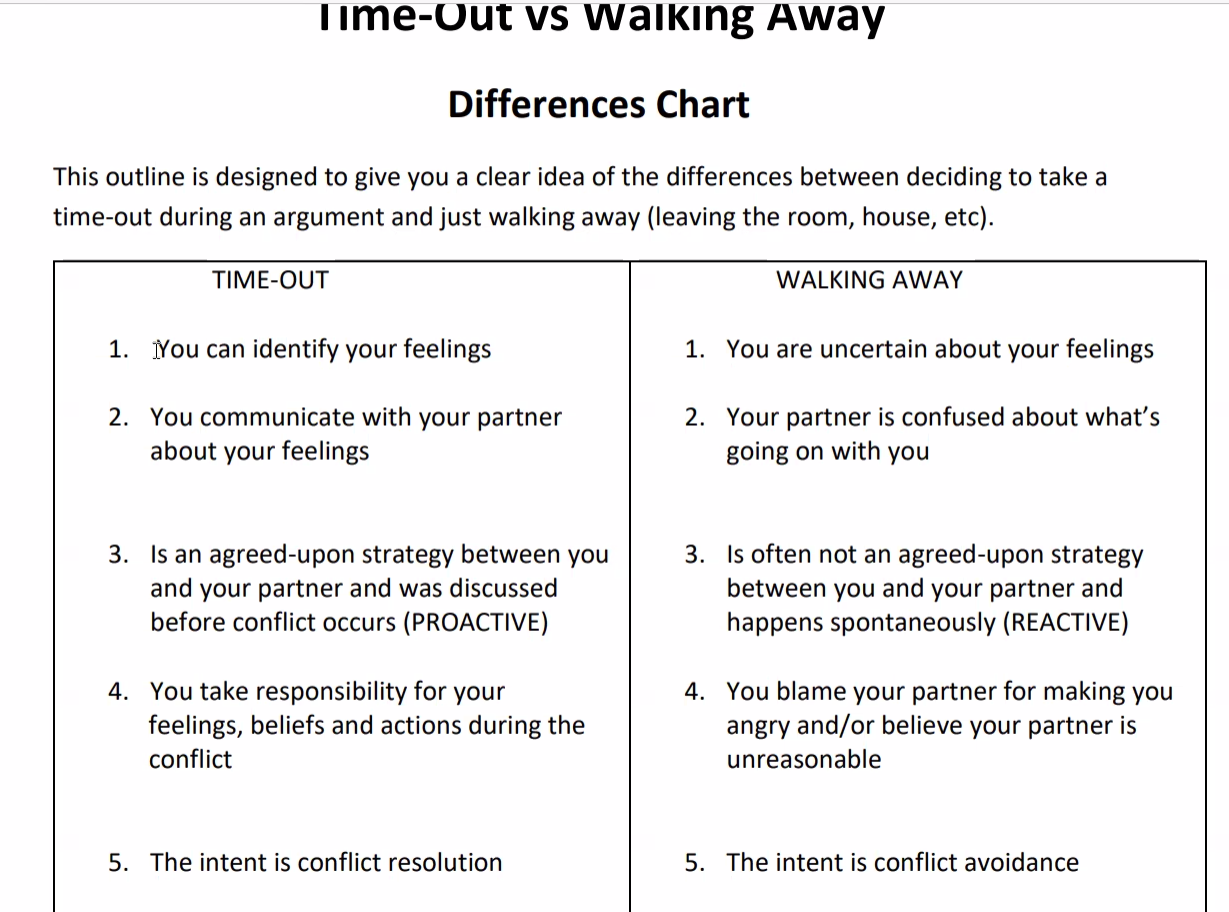 Time-Out vs Walking Away
Differences Chart
This outline is designed to give you a clear idea of the differences between deciding to take a
time-out during an argument and just walking away (leaving the room, house, etc).
TIME-OUT
1. You can identify your feelings
2. You communicate with your partner
about your feelings
3. Is an agreed-upon strategy between you
and your partner and was discussed
before conflict occurs (PROACTIVE)
4. You take responsibility for your
feelings, beliefs and actions during the
conflict
5. The intent is conflict resolution
WALKING AWAY
1. You are uncertain about your feelings
2. Your partner is confused about what’s
going on with you
3. Is often not an agreed-upon strategy
between you and your partner and
happens spontaneously (REACTIVE)
4. You blame your partner for making you
angry and/or believe your partner is
unreasonable
5. The intent is conflict avoidance